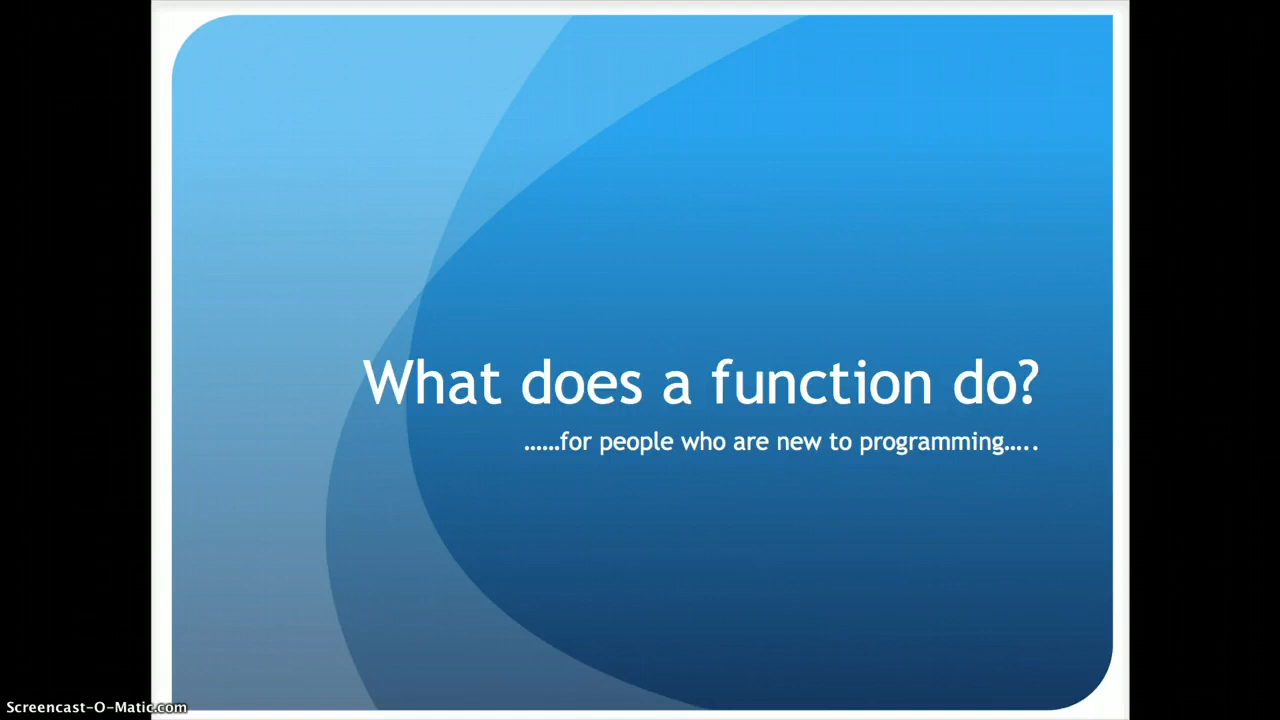 What does a function do?
……for people who are new to programming…..
Screencast-O-Matic.com